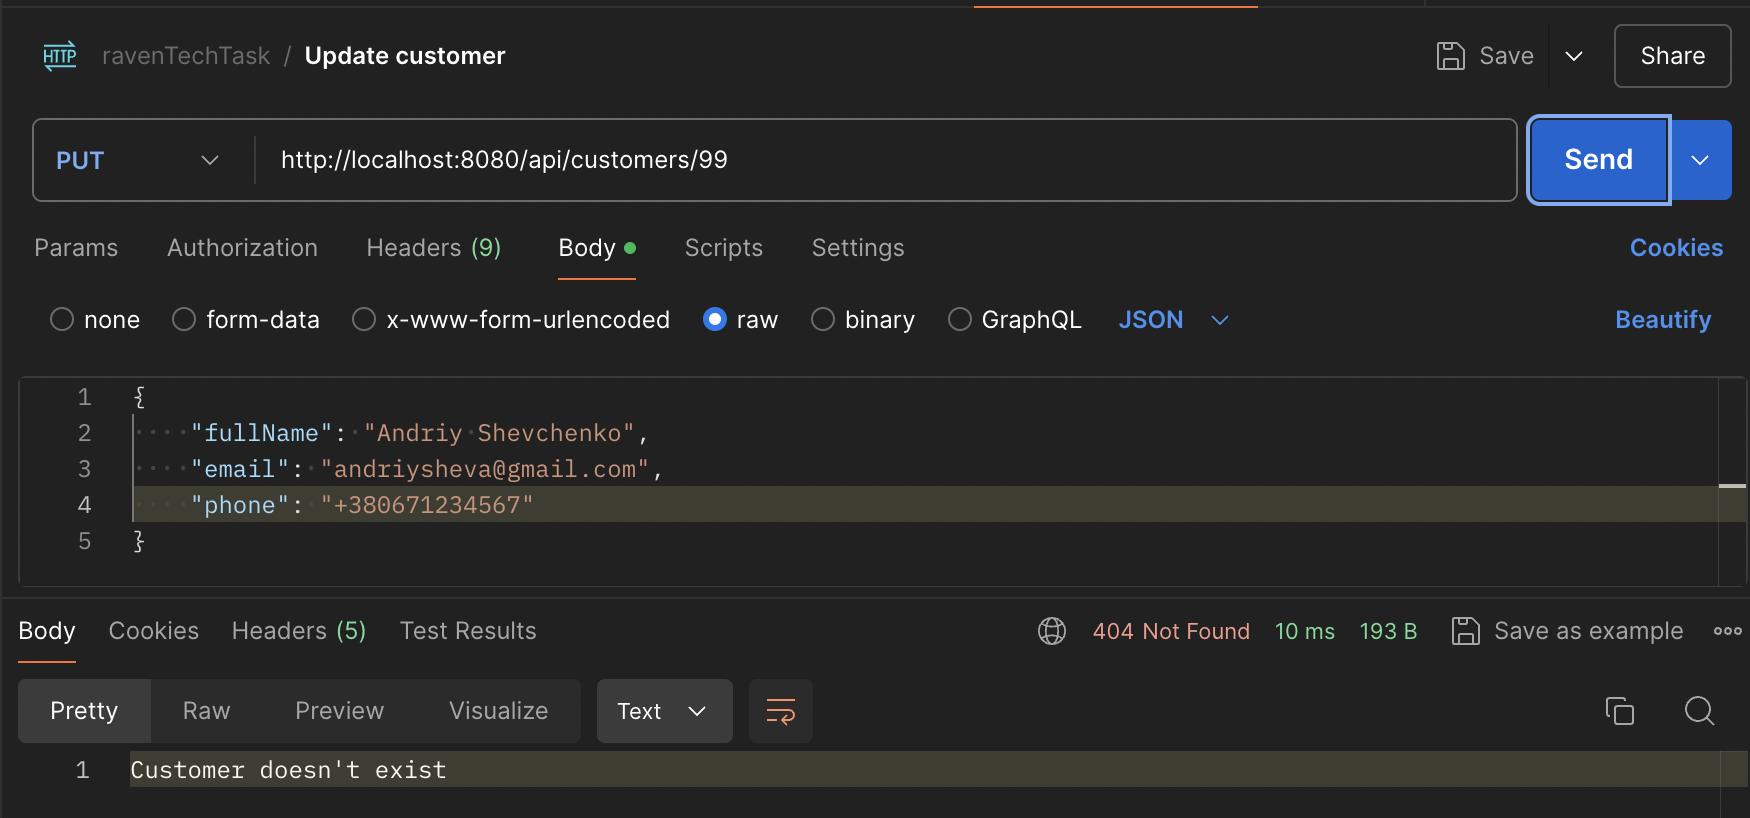 HTTP ravenTechTask / Update customer Save Share
PUT http://localhost:8080/api/customers/99 Send
Params Authorization Headers (9) Body Scripts Settings Cookies
none form-data x-www-form-urlencoded raw binary GraphQL JSON Beautify
1 {
2 "fullName": "Andriy Shevchenko",
3 "email": "andriysheva@gmail.com",
4 "phone": "+380671234567"
5 }
Body Cookies Headers (5) Test Results 404 Not Found 10 ms 193 B Save as example
Pretty Raw Preview Visualize Text
1 Customer doesn't exist